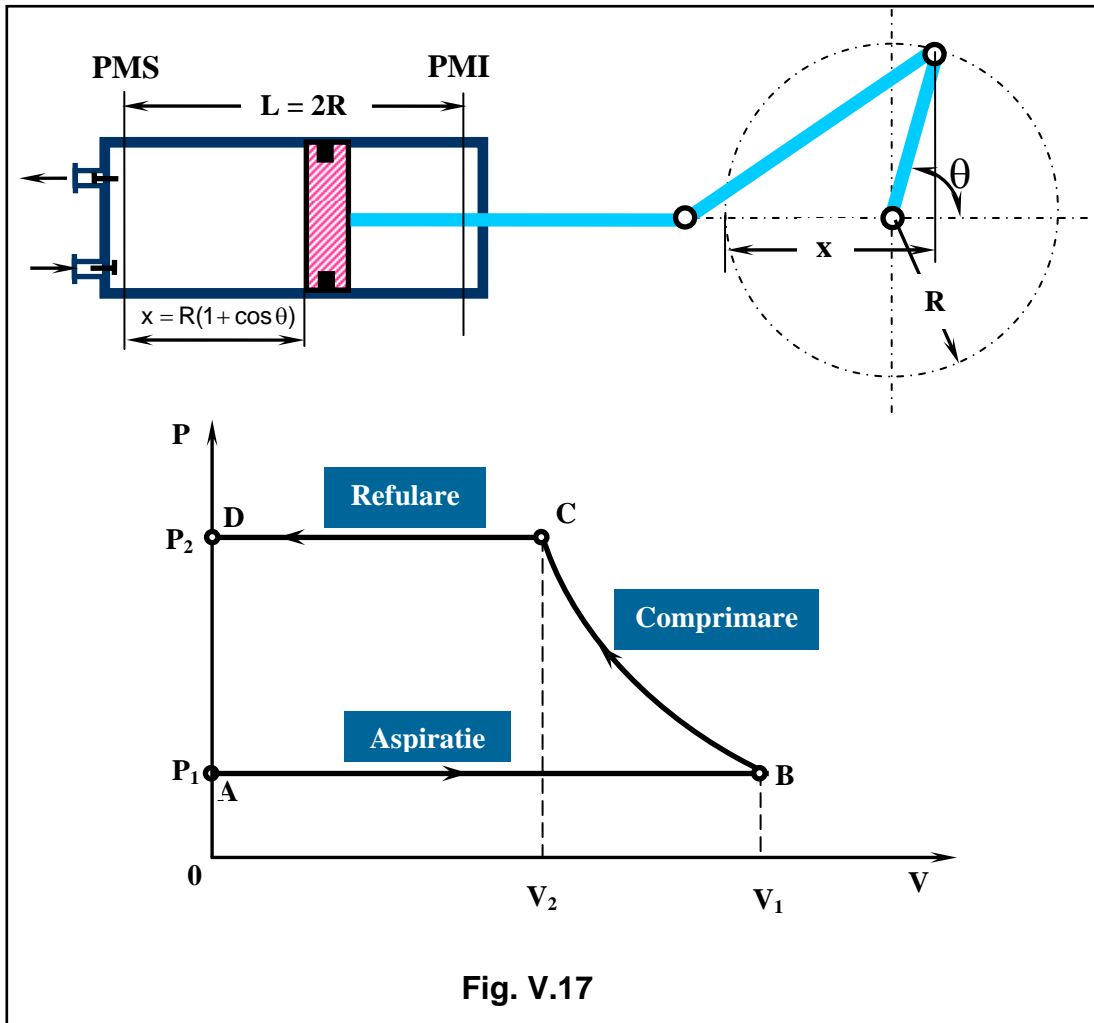 PMS
PMI
L = 2R
x = R(1 + cos θ)
θ
x
R
P
Refulare
D
C
P₂
Comprimare
Aspiratie
P₁
A
B
0
V₂
V₁
V
Fig. V.17